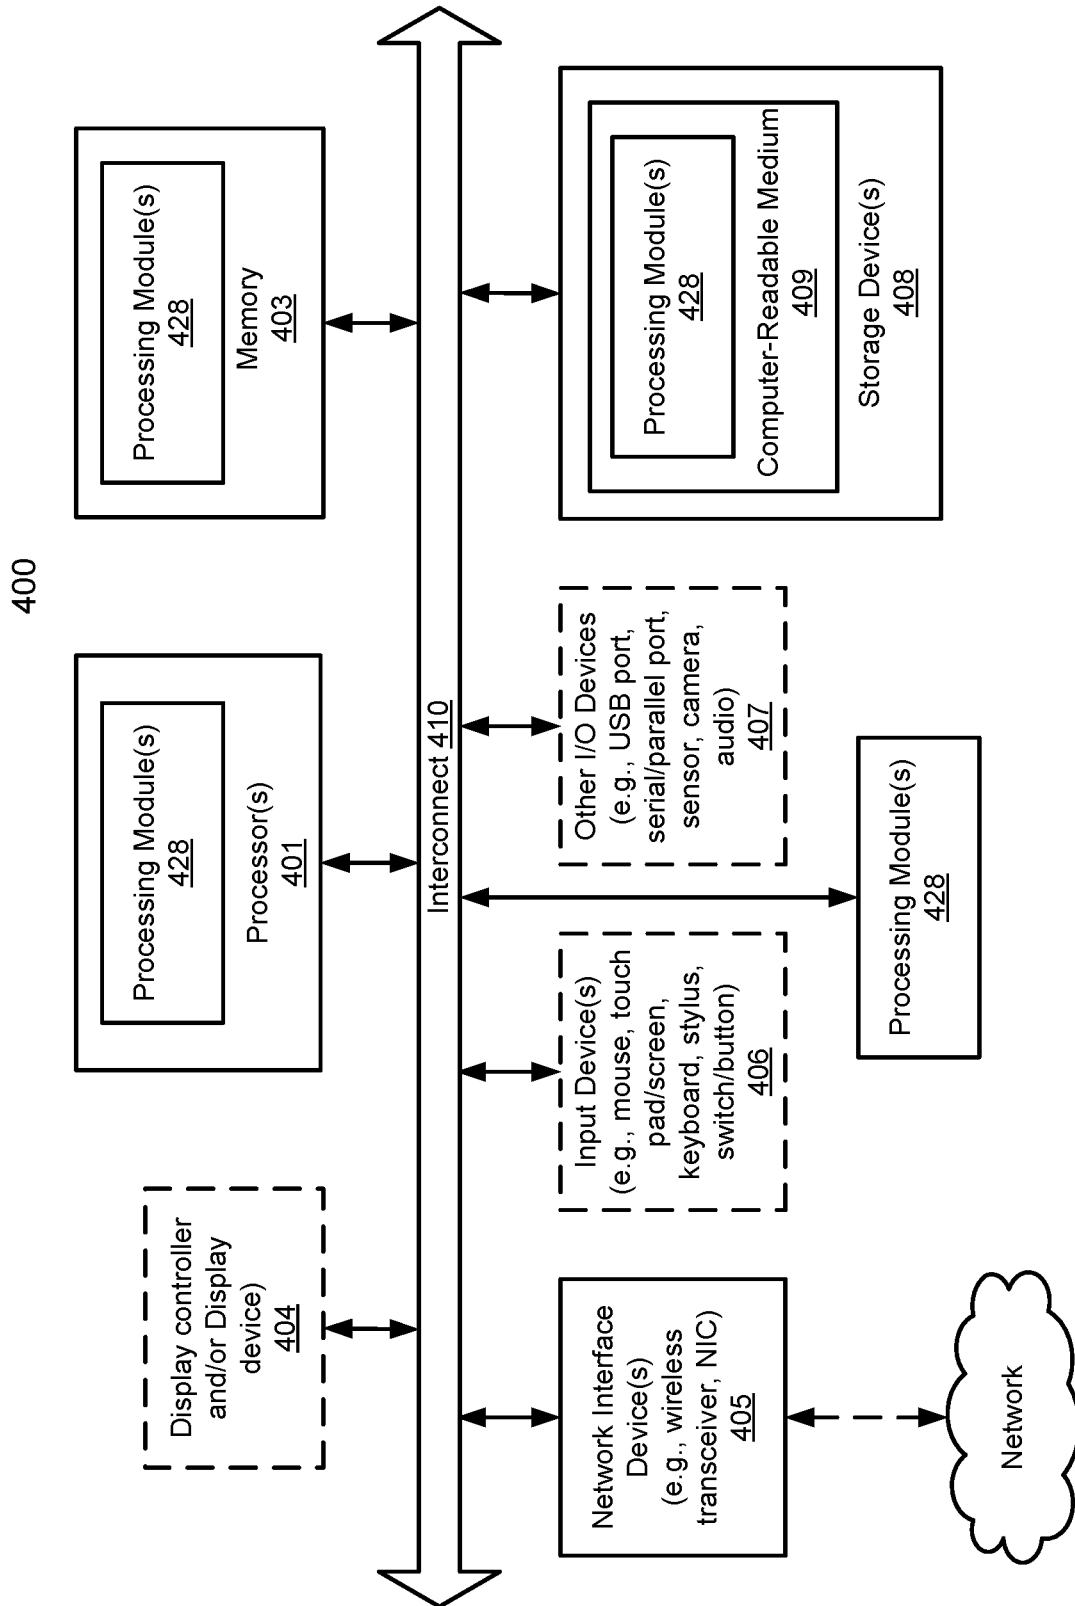 400
Display controller
and/or Display
device)
404
Processing Module(s)
428
Processor(s)
401
Processing Module(s)
428
Memory
403
Interconnect 410
Network Interface
Device(s)
(e.g., wireless
transceiver, NIC)
405
Input Device(s)
(e.g., mouse, touch
pad/screen,
keyboard, stylus,
switch/button)
406
Other I/O Devices
(e.g., USB port,
serial/parallel port,
sensor, camera,
audio)
407
Processing Module(s)
428
Computer-Readable Medium
409
Storage Device(s)
408
Processing Module(s)
428
Network